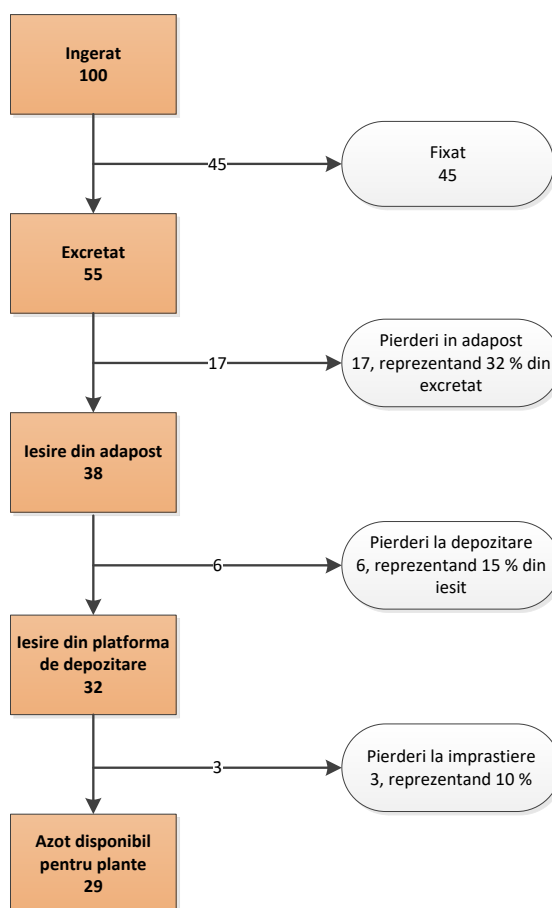 Ingerat
100
45
Fixat
45
Excretat
55
17
Pierderi in adapost
17, reprezentand 32 % din
excretat
Iesire din adapost
38
6
Pierderi la depozitare
6, reprezentand 15 % din
iesit
Iesire din platforma
de depozitare
32
3
Pierderi la imprastiere
3, reprezentand 10 %
Azot disponibil
pentru plante
29